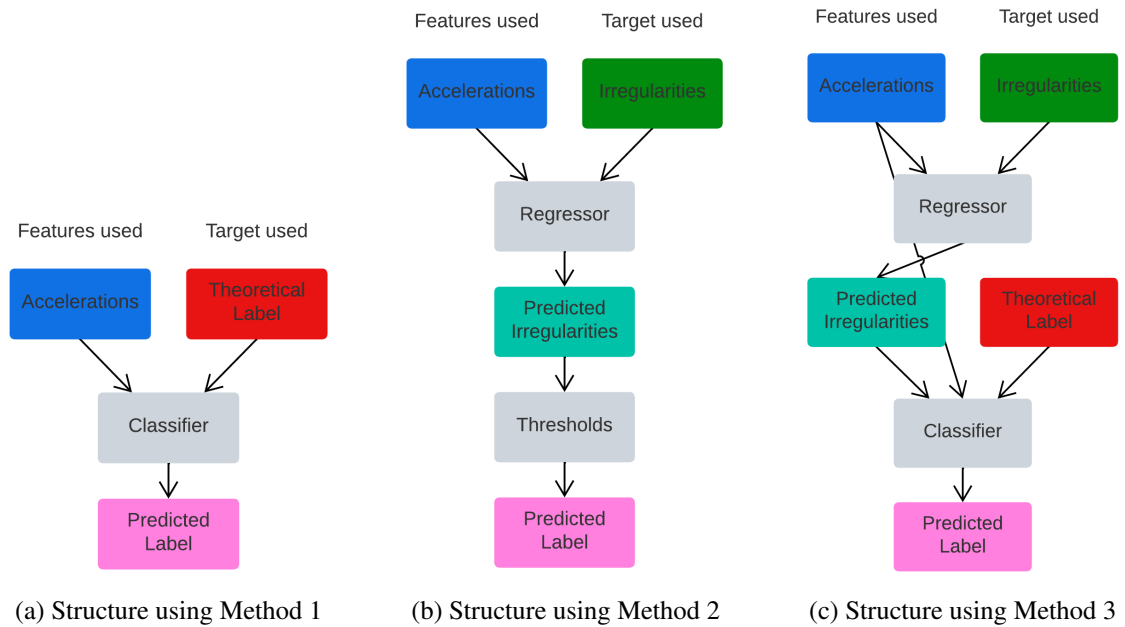 Features used
Target used
Accelerations
Theoretical
Label
Classifier
Predicted
Label
(a) Structure using Method 1
Features used
Target used
Accelerations
Irregularities
Regressor
Predicted
Irregularities
Thresholds
Predicted
Label
(b) Structure using Method 2
Features used
Target used
Accelerations
Irregularities
Regressor
Predicted
Irregularities
Theoretical
Label
Classifier
Predicted
Label
(c) Structure using Method 3